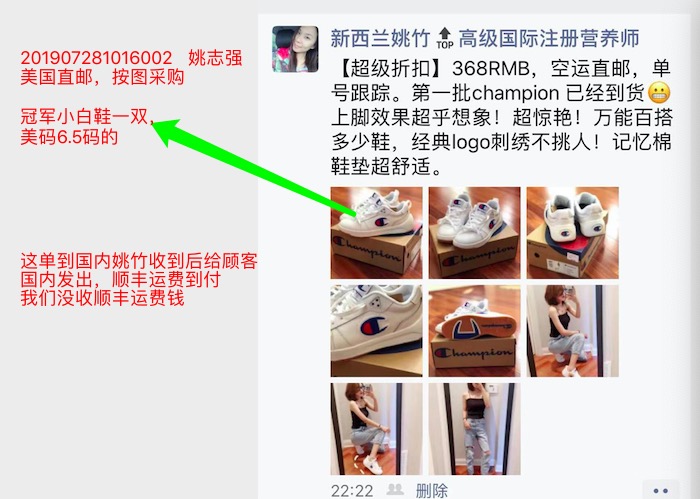 201907281016002 姚志强
美国直邮，按图采购
冠军小白鞋一双，
美码6.5码的
这单到国内姚竹收到后给顾客
国内发出，顺丰运费到付
我们没收顺丰运费钱
新西兰姚竹🔝高级国际注册营养师
【超级折扣】368RMB，空运直邮，单
号跟踪。第一批champion 已经到货😬
上脚效果超乎想象！超惊艳！万能百搭
多少鞋，经典logo刺绣不挑人！记忆棉
鞋垫超舒适。
Champion
Champion
Champion
22:22 删除